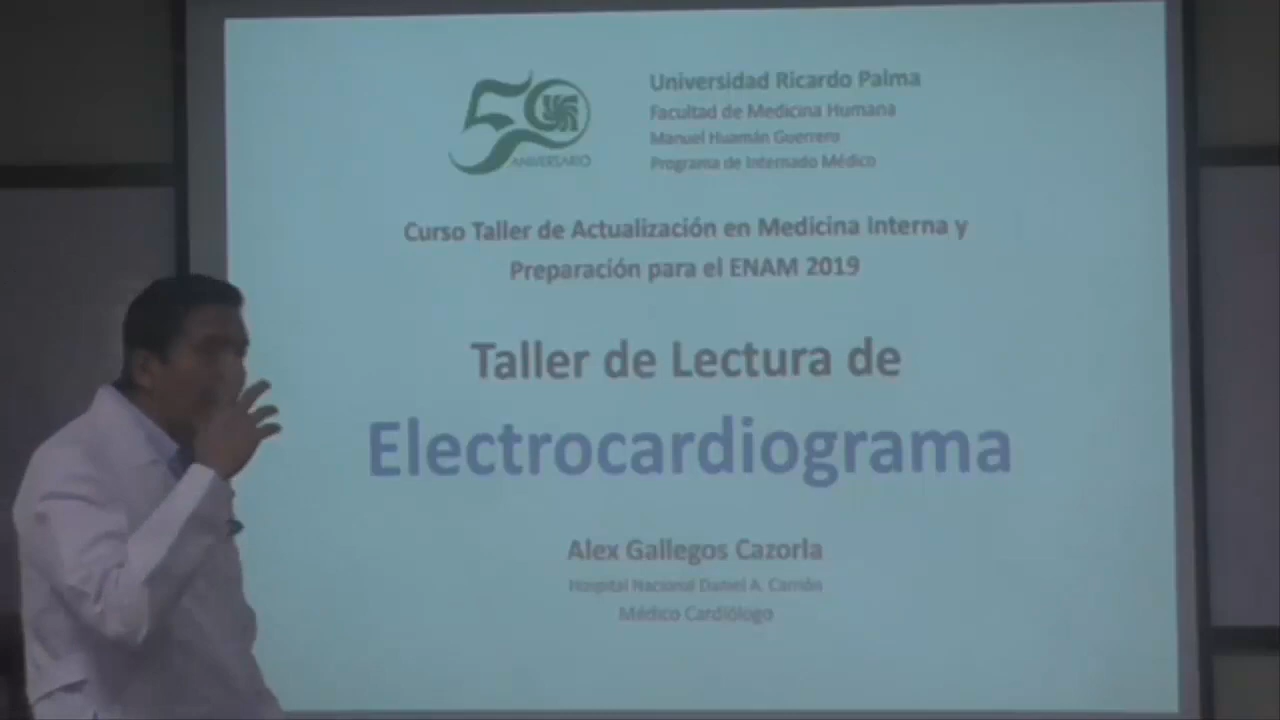 50
ANIVERSARIO
Universidad Ricardo Palma
Facultad de Medicina Humana
Manuel Huamán Guerrero
Programa de Internado Médico
Curso Taller de Actualización en Medicina Interna y
Preparación para el ENAM 2019
Taller de Lectura de
Electrocardiograma
Alex Gallegos Cazorla
Hospital Nacional Daniel A. Carrión
Médico Cardiólogo